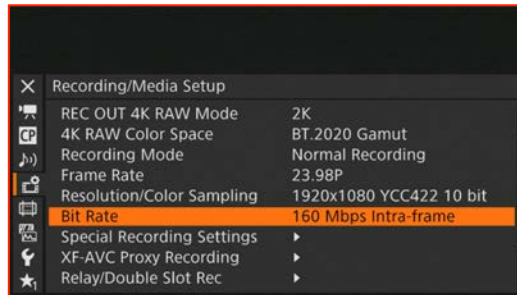 Recording/Media Setup
REC OUT 4K RAW Mode 2K
4K RAW Color Space BT.2020 Gamut
CP
Recording Mode Normal Recording
Frame Rate 23.98P
Resolution/Color Sampling 1920x1080 YCC422 10 bit
Bit Rate 160 Mbps Intra-frame
Special Recording Settings
XF-AVC Proxy Recording
1 Relay/Double Slot Rec